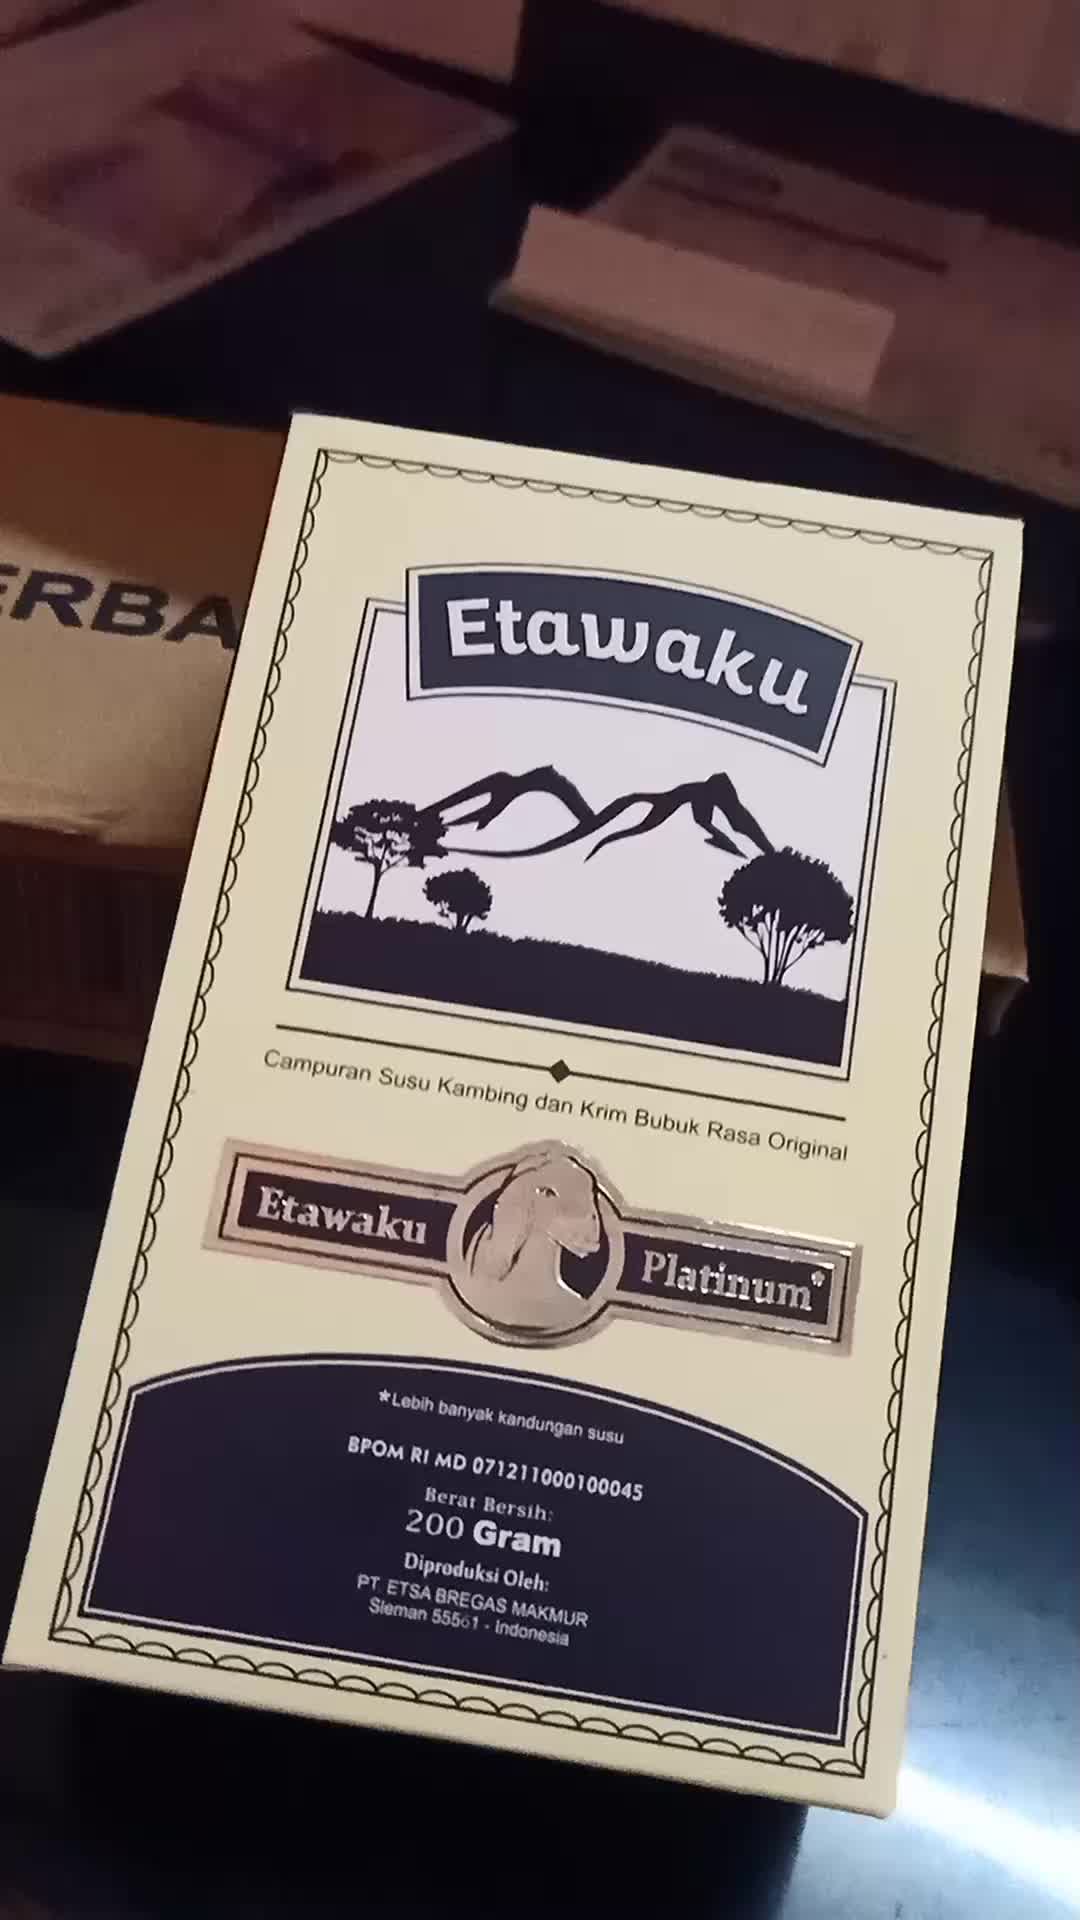 Etawaku
ERBA
Campuran Susu Kambing dan Krim Bubuk Rasa Original
Etawaku Platinum*
*Lebih banyak kandungan susu
BPOM RI MD 071211000100045
Berat Bersih:
200 Gram
Diproduksi Oleh:
PT. ETSA BREGAS MAKMUR
Sleman 55561 - Indonesia